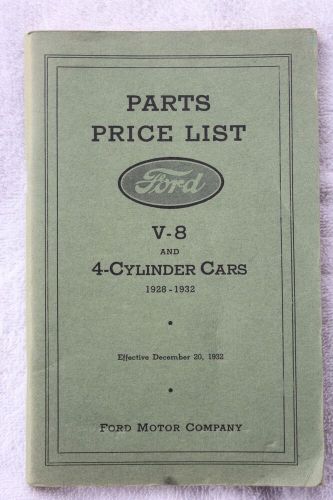 PARTS
PRICE LIST
Ford
V-8
AND
4-CYLINDER CARS
1928-1932
Effective December 20, 1932
FORD MOTOR COMPANY